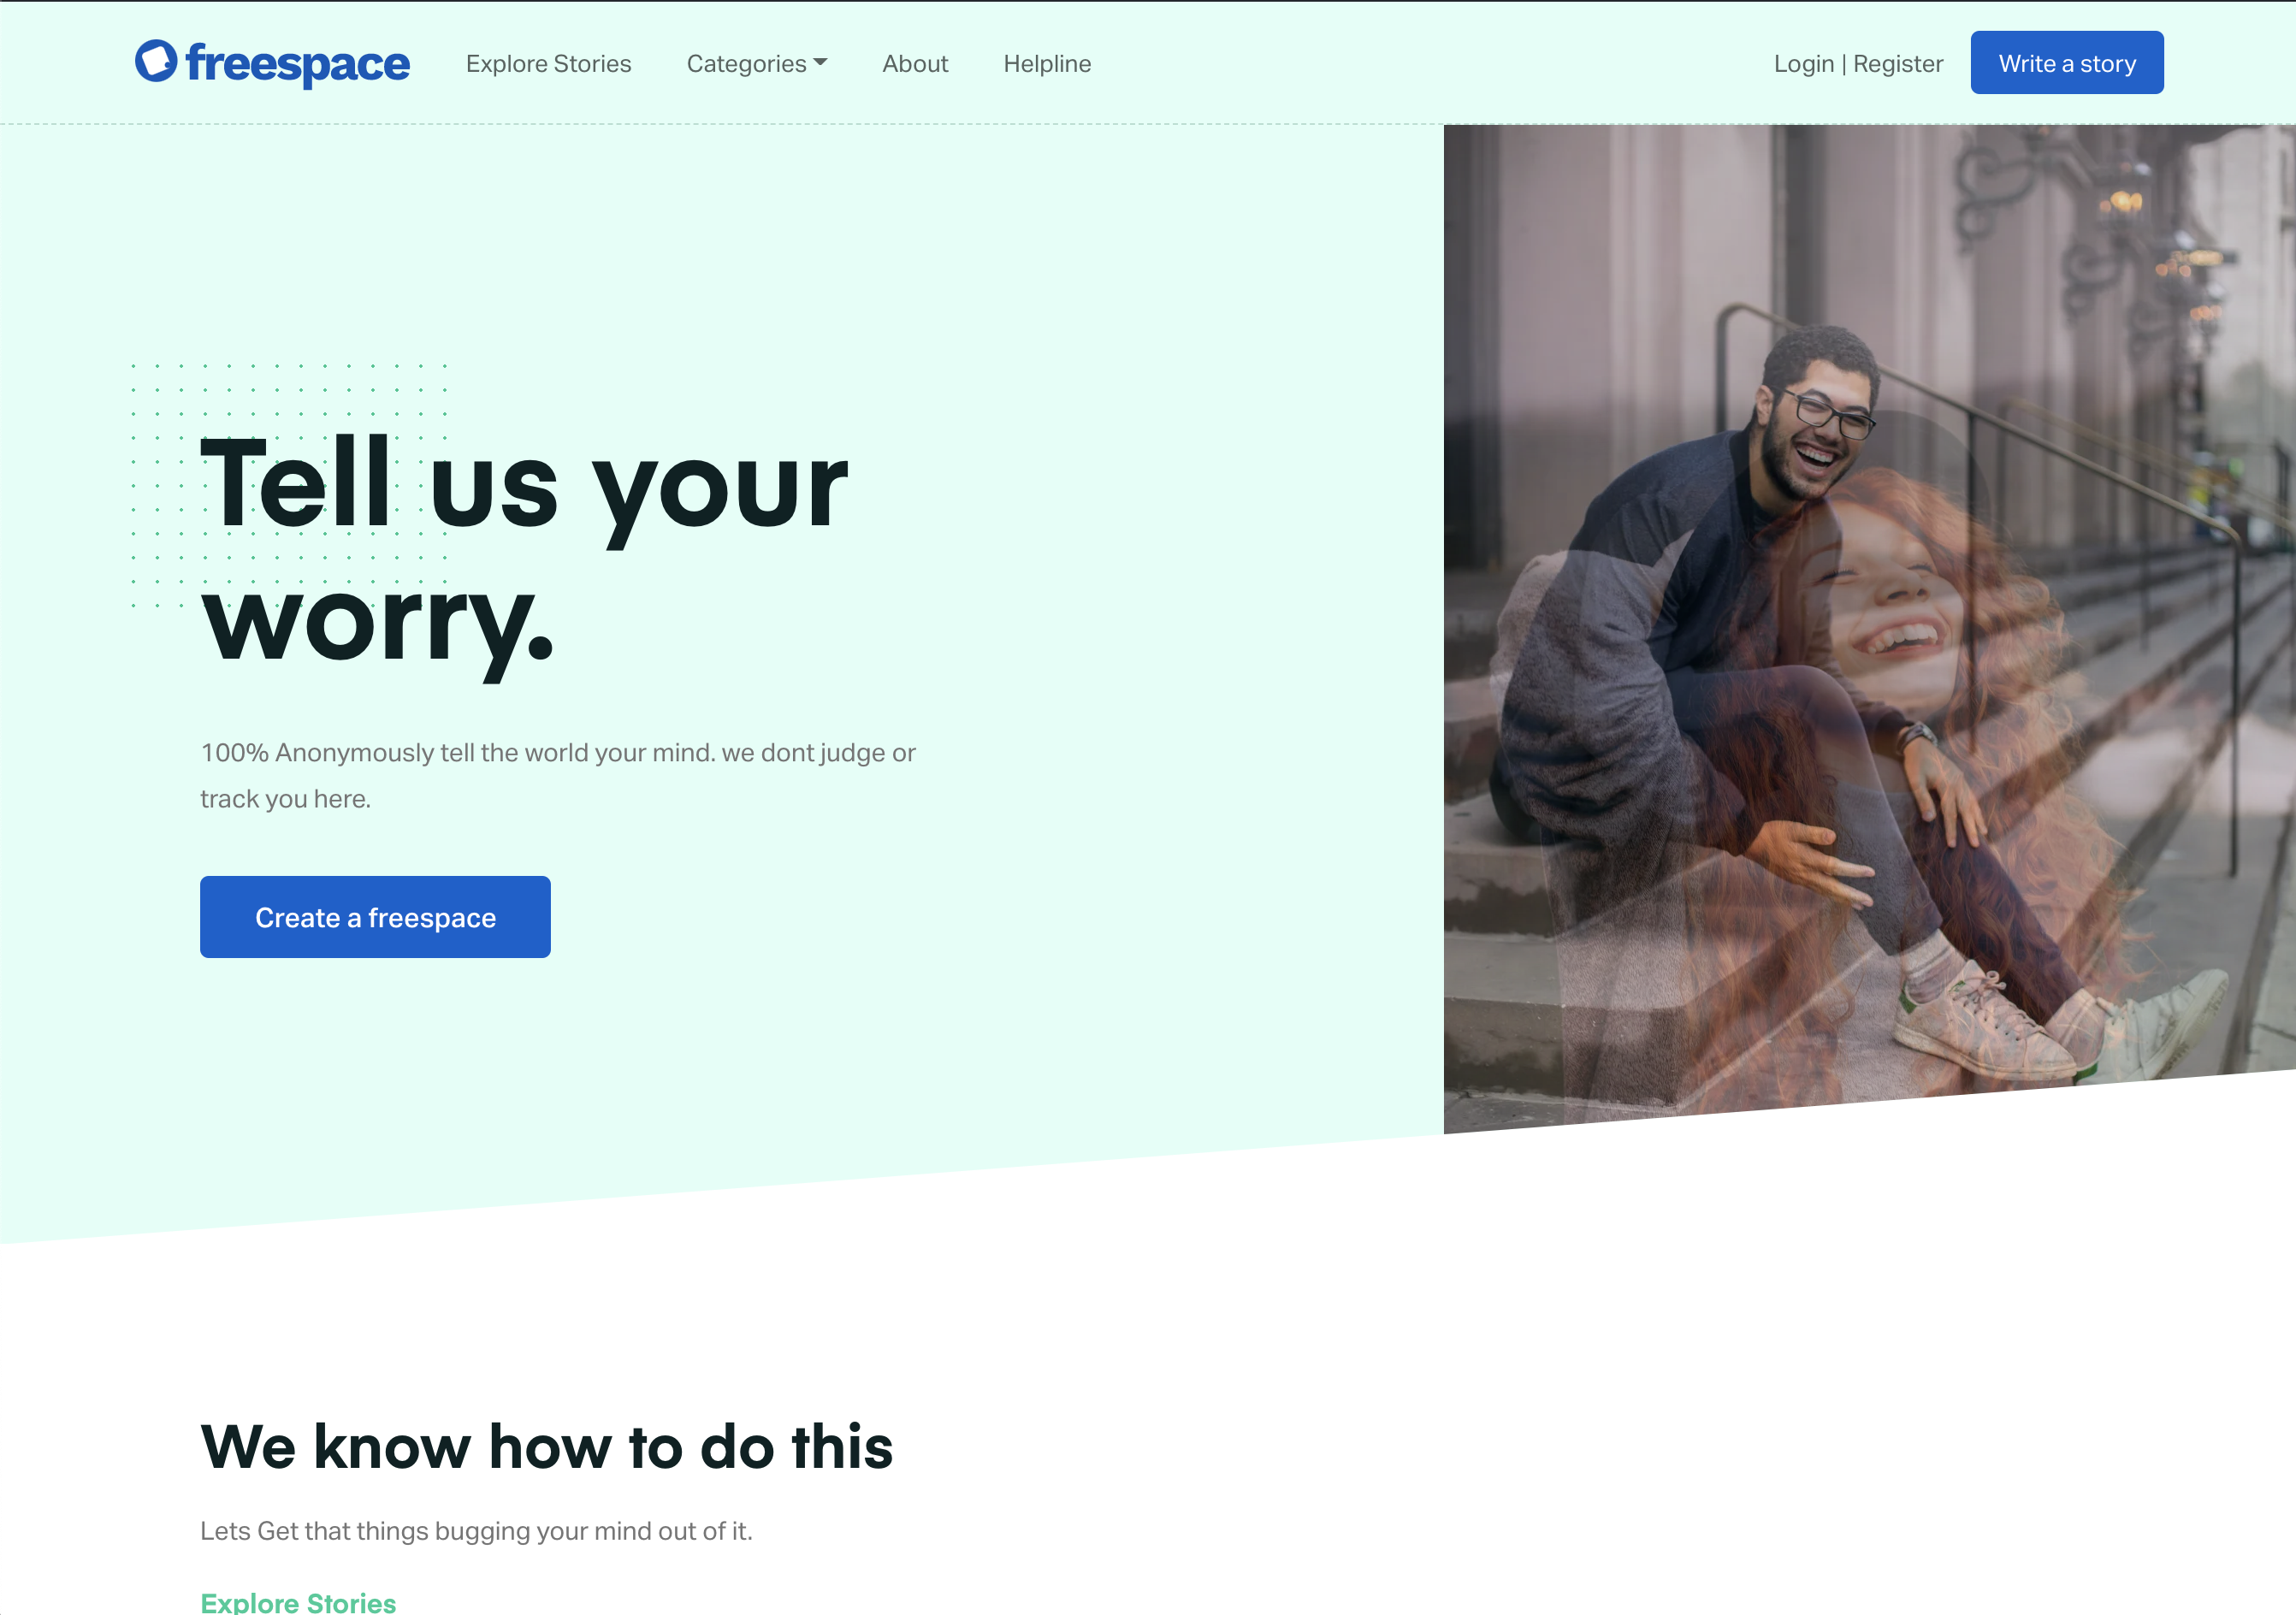 freespace
Explore Stories
Categories
About
Helpline
Login | Register
Write a story
Tell us your
worry.
100% Anonymously tell the world your mind. we dont judge or
track you here.
Create a freespace
We know how to do this
Lets Get that things bugging your mind out of it.
Explore Stories